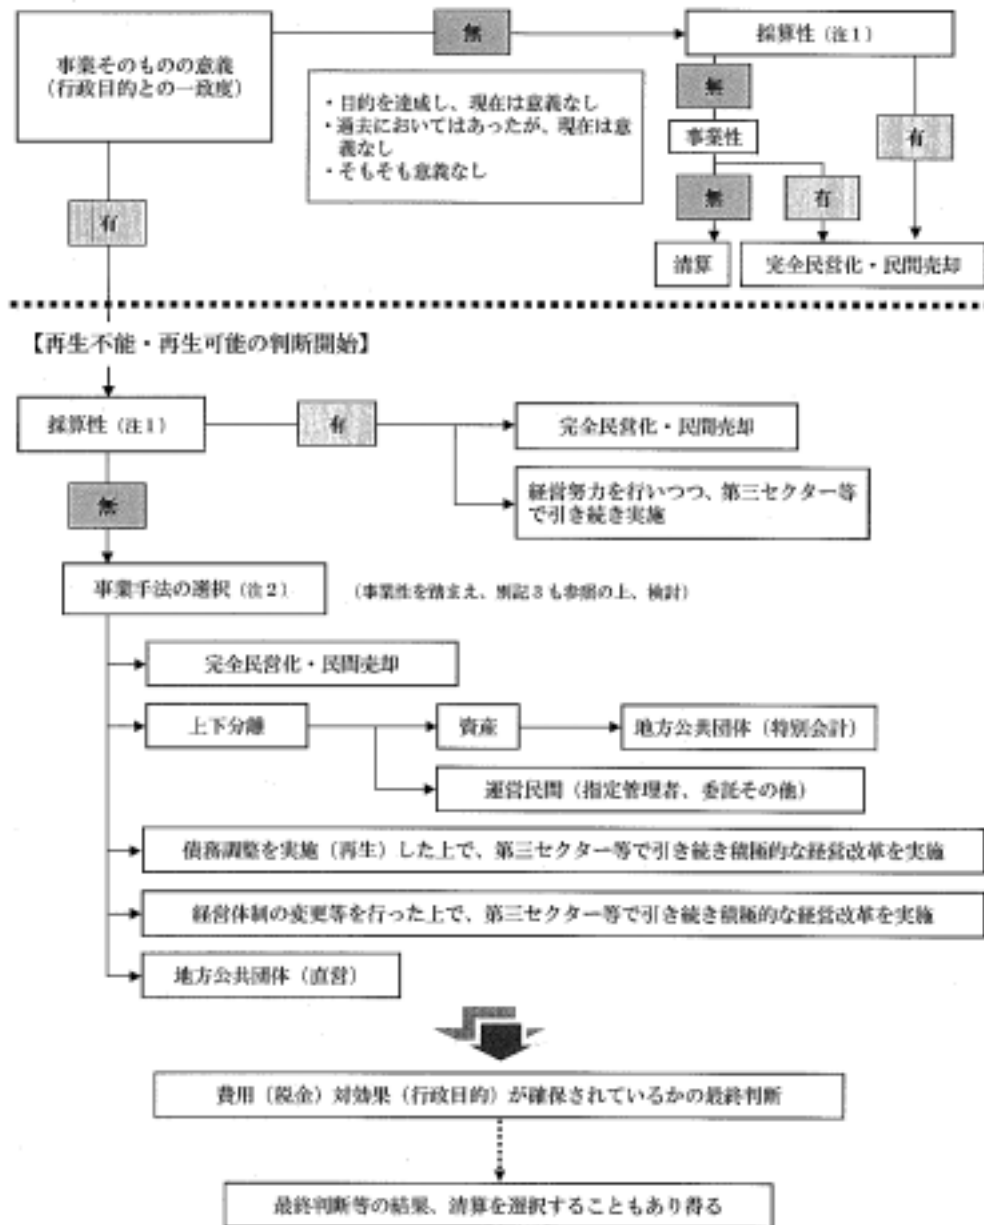 事業そのものの意義
(行政目的との一致度)
無
採算性(注1)
・目的を達成し、現在は意義なし
・過去においてはあったが、現在は意
義なし
・そもそも意義なし
無
事業性
有
無
有
清算
完全民営化・民間売却
有
【再生不能・再生可能の判断開始】
採算性(注1)
有
完全民営化・民間売却
経営努力を行いつつ、第三セクター等
で引き続き実施
無
事業手法の選択(注2)
(事業性を踏まえ、別記3も参照の上、検討)
完全民営化・民間売却
上下分離
資産
地方公共団体(特別会計)
運営民間(指定管理者、委託その他)
債務調整を実施(再生)した上で、第三セクター等で引き続き積極的な経営改革を実施
経営体制の変更等を行った上で、第三セクター等で引き続き積極的な経営改革を実施
地方公共団体(直営)
費用(税金)対効果(行政目的)が確保されているかの最終判断
最終判断等の結果、清算を選択することもあり得る